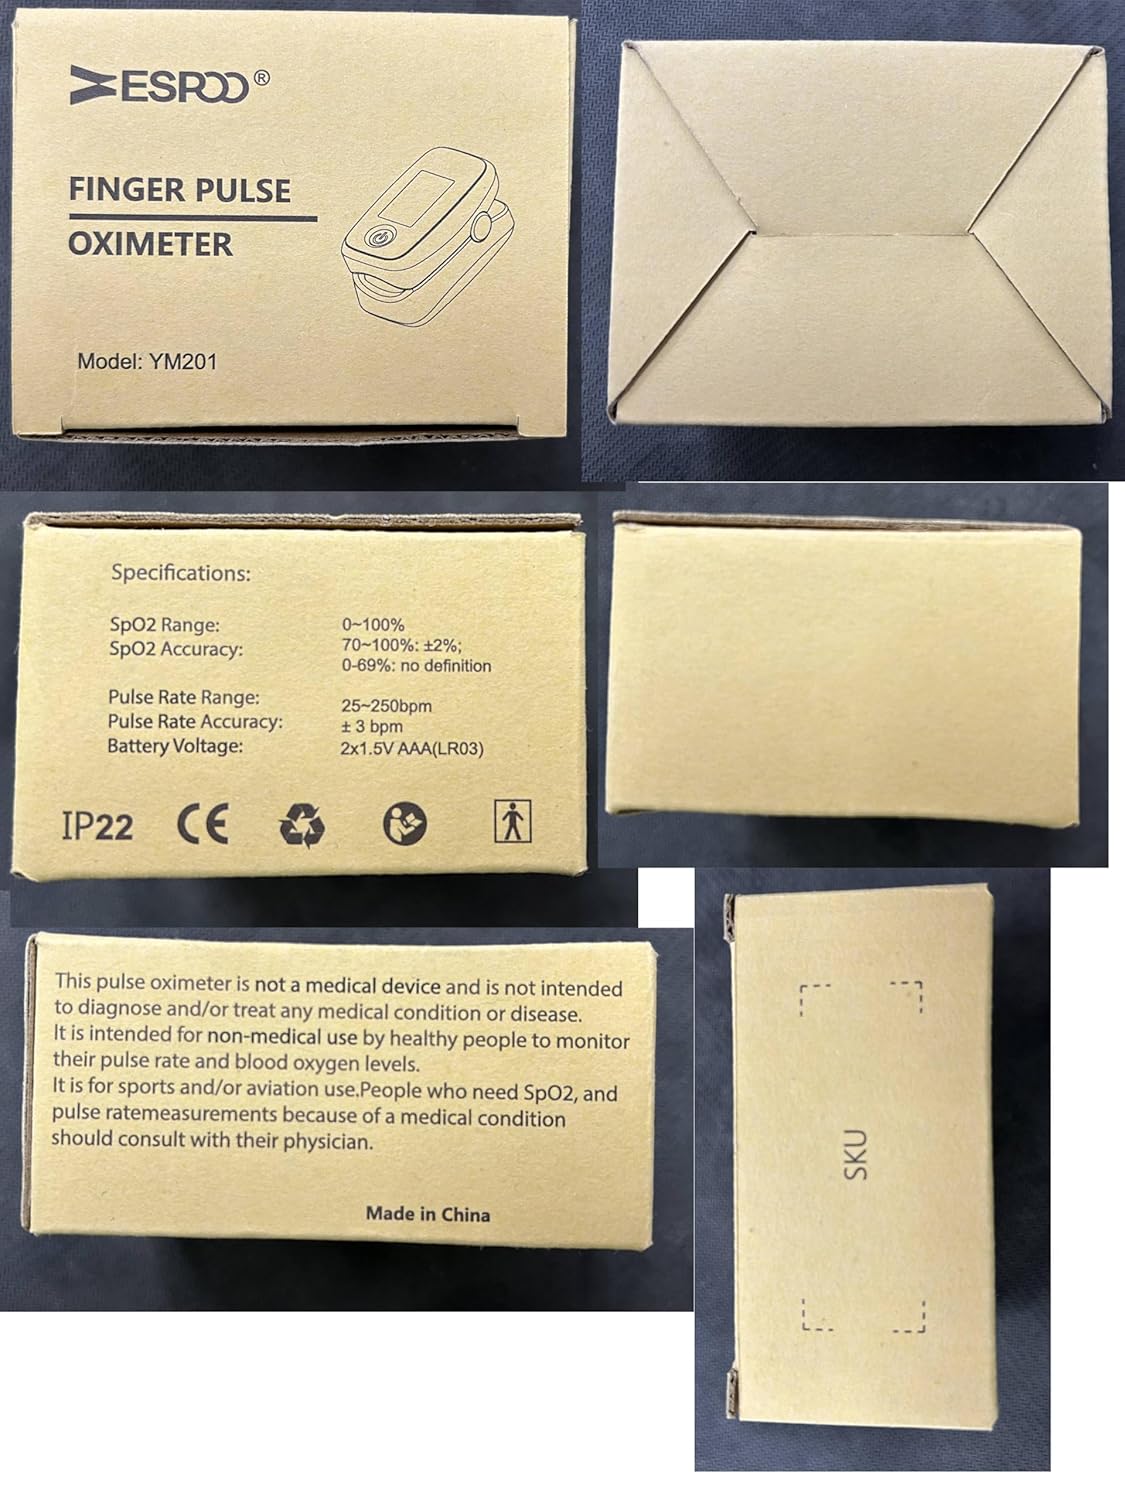 YESPOO®
FINGER PULSE
OXIMETER
Model: YM201
Specifications:
SpO2 Range: 0~100%
SpO2 Accuracy: 70~100%: ±2%;
0-69%: no definition
Pulse Rate Range: 25~250bpm
Pulse Rate Accuracy: ± 3 bpm
Battery Voltage: 2x1.5V AAA(LR03)
IP22 CE
This pulse oximeter is not a medical device and is not intended
to diagnose and/or treat any medical condition or disease.
It is intended for non-medical use by healthy people to monitor
their pulse rate and blood oxygen levels.
It is for sports and/or aviation use.People who need SpO2, and
pulse ratemeasurements because of a medical condition
should consult with their physician.
Made in China
SKU